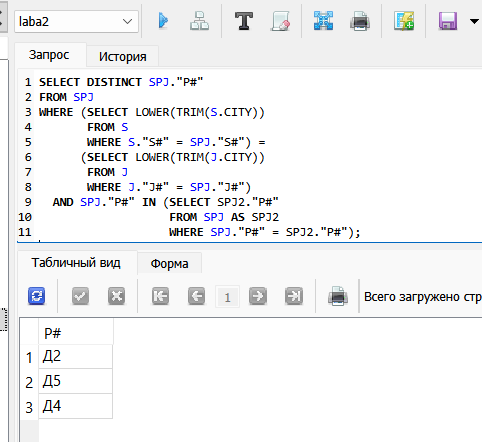 laba2
T
Запрос История
1 SELECT DISTINCT SPJ."P#"
2 FROM SPJ
3 WHERE (SELECT LOWER(TRIM(S.CITY))
4 FROM S
5 WHERE S."S#" = SPJ."S#") =
6 (SELECT LOWER(TRIM(J.CITY))
7 FROM J
8 WHERE J."J#" = SPJ."J#")
9 AND SPJ."P#" IN (SELECT SPJ2."P#"
10 FROM SPJ AS SPJ2
11 WHERE SPJ."P#" = SPJ2."P#");
Табличный вид Форма
1 Всего загружено стр
P#
1 Д2
2 Д5
3 Д4